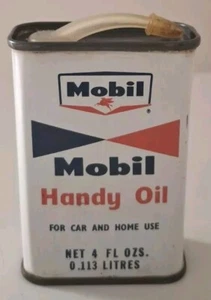 Mobil
Mobil
Handy Oil
FOR CAR AND HOME USE
NET 4 FL OZS.
0.113 LITRES